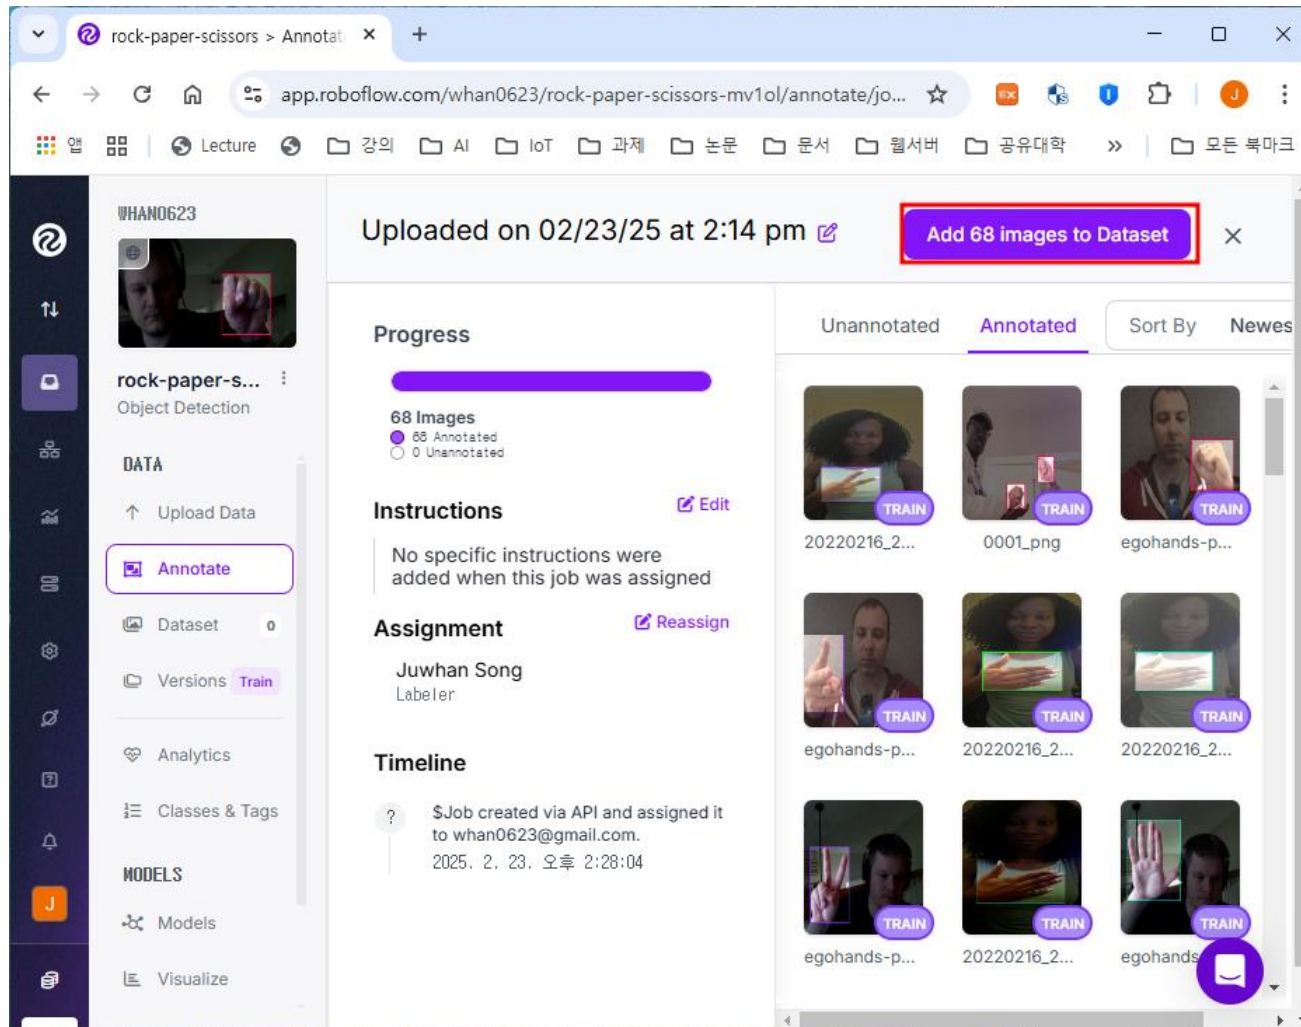 rock-paper-scissors > Annotat
app.roboflow.com/whan0623/rock-paper-scissors-mv1ol/annotate/jo...
앱
Lecture
강의
AI
IoT
과제
논문
문서
웹서버
공유대학
»
모든 북마크
WHAN0623
rock-paper-s...
Object Detection
DATA
Upload Data
Annotate
Dataset 0
Versions Train
Analytics
Classes & Tags
MODELS
Models
Visualize
J
Uploaded on 02/23/25 at 2:14 pm
Add 68 images to Dataset
Progress
68 Images
68 Annotated
0 Unannotated
Instructions
Edit
No specific instructions were
added when this job was assigned
Assignment
Reassign
Juwhan Song
Labeler
Timeline
? $Job created via API and assigned it
to whan0623@gmail.com.
2025. 2. 23. 오후 2:28:04
Unannotated Annotated Sort By Newes
TRAIN TRAIN TRAIN
20220216_2... 0001_png egohands-p...
TRAIN TRAIN TRAIN
egohands-p... 20220216_2... 20220216_2...
TRAIN TRAIN TRAIN
egohands-p... 20220216_2... egohands